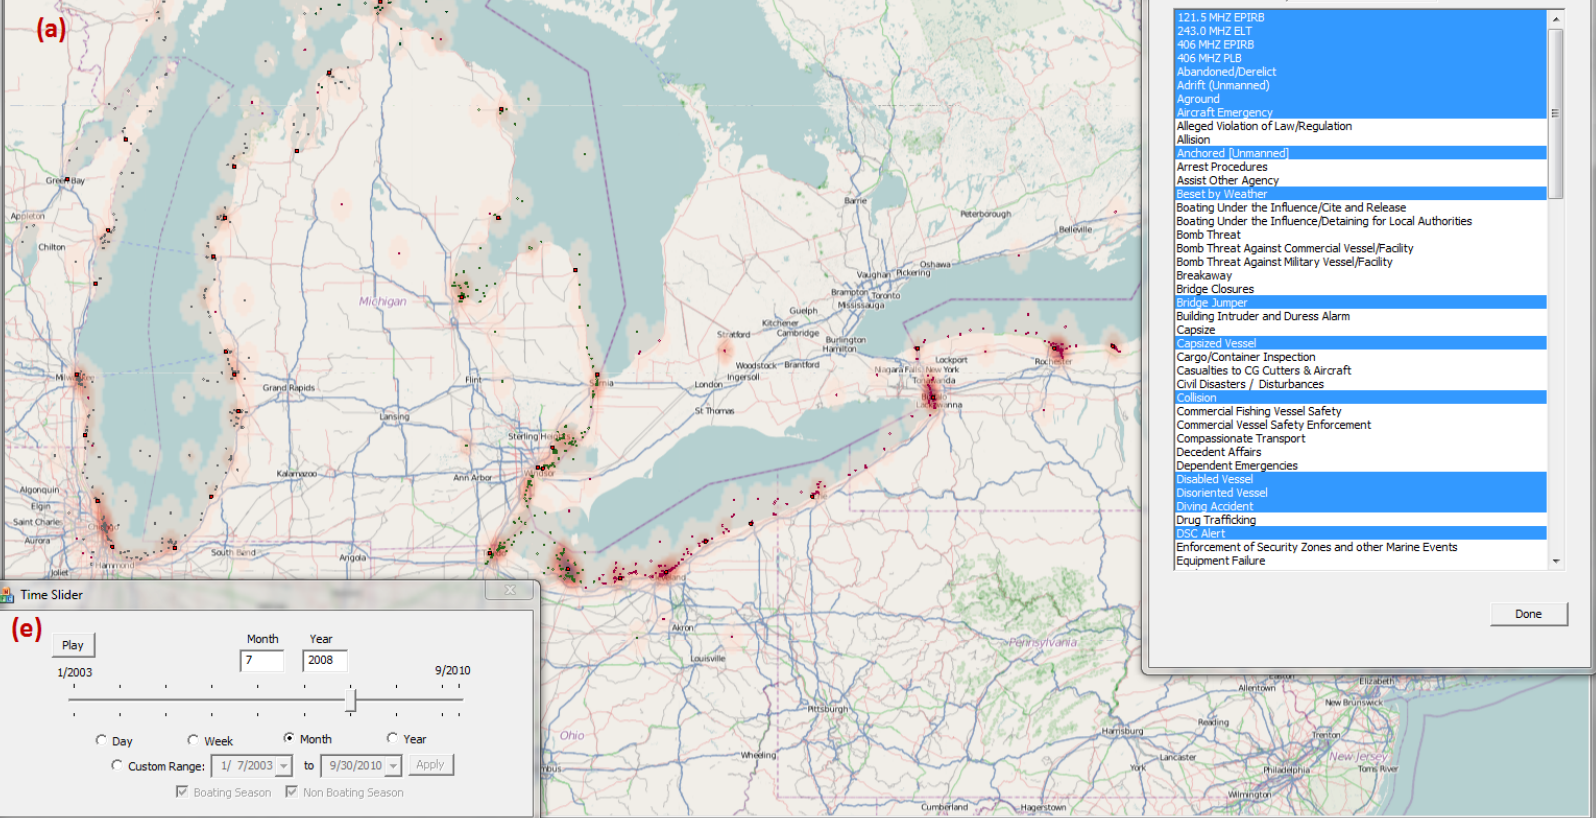 (a)
Green Bay
Appleton
Chilton
Michigan
Grand Rapids
Flint
Lansing
Sterling Heig
Windsor
Ann Arbor
Kalamazoo
Algonquin
Elgin
Saint Charle
Aurora
Joliet
Hammond
South Bend
Angola
Barrie
Peterborough
Belleville
Oshawa
Vaughan Pickering
Brampton Toronto
Mississauga
Guelph
Kitchener
Cambridge
Stratford
Burlington
Hamilton
Woodstock Brantford
Ingersoll
London
St Thomas
Sarnia
Niagara Falls New York
Lockport
Tonawanda
Lackawanna
Rochester
Akron
Louisville
Pennsylvania
Pittsburgh
Ohio
Wheeling
Allentown
Elizabeth
New Brunswick
Reading
Trenton
Harrisburg
Lancaster
York
New Jersey
Toms River
Philadelphia
Wilmington
Cumberland
Hagerstown
121.5 MHZ EPIRB
243.0 MHZ ELT
406 MHZ EPIRB
406 MHZ PLB
Abandoned/Derelict
Adrift (Unmanned)
Aground
Aircraft Emergency
Alleged Violation of Law/Regulation
Allision
Anchored [Unmanned]
Arrest Procedures
Assist Other Agency
Beset by Weather
Boating Under the Influence/Cite and Release
Boating Under the Influence/Detaining for Local Authorities
Bomb Threat
Bomb Threat Against Commercial Vessel/Facility
Bomb Threat Against Military Vessel/Facility
Breakaway
Bridge Closures
Bridge Jumper
Building Intruder and Duress Alarm
Capsize
Capsized Vessel
Cargo/Container Inspection
Casualties to CG Cutters & Aircraft
Civil Disasters / Disturbances
Collision
Commercial Fishing Vessel Safety
Commercial Vessel Safety Enforcement
Compassionate Transport
Decedent Affairs
Dependent Emergencies
Disabled Vessel
Disoriented Vessel
Diving Accident
Drug Trafficking
DSC Alert
Enforcement of Security Zones and other Marine Events
Equipment Failure
Done
Time Slider
(e)
Play
Month Year
7 2008
1/2003 9/2010
Day Week Month Year
Custom Range: 1/ 7/2003 to 9/30/2010 Apply
Boating Season Non Boating Season